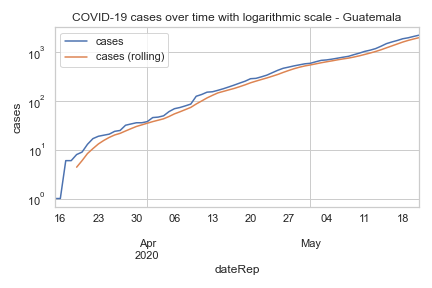 COVID-19 cases over time with logarithmic scale - Guatemala
cases
cases (rolling)
10³
10²
10¹
10⁰
cases
16 23 30 06 13 20 27 04 11 18
Apr May
2020
dateRep